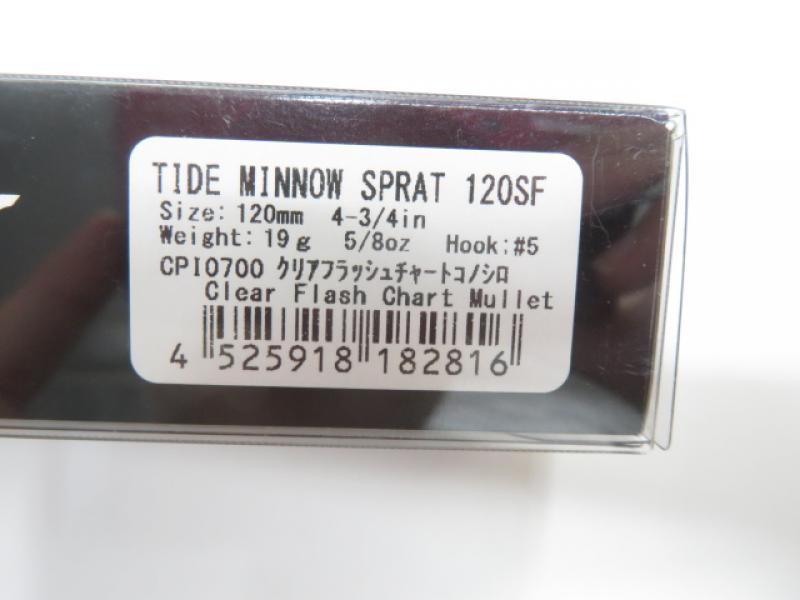 TIDE MINNOW SPRAT 120SF
Size: 120mm 4-3/4in
Weight: 19g 5/8oz Hook:#5
CPI0700 ｸﾘｱﾌﾗｯｼｭﾁｬｰﾄｺﾉｼﾛ
Clear Flash Chart Mullet
4 525918 182816